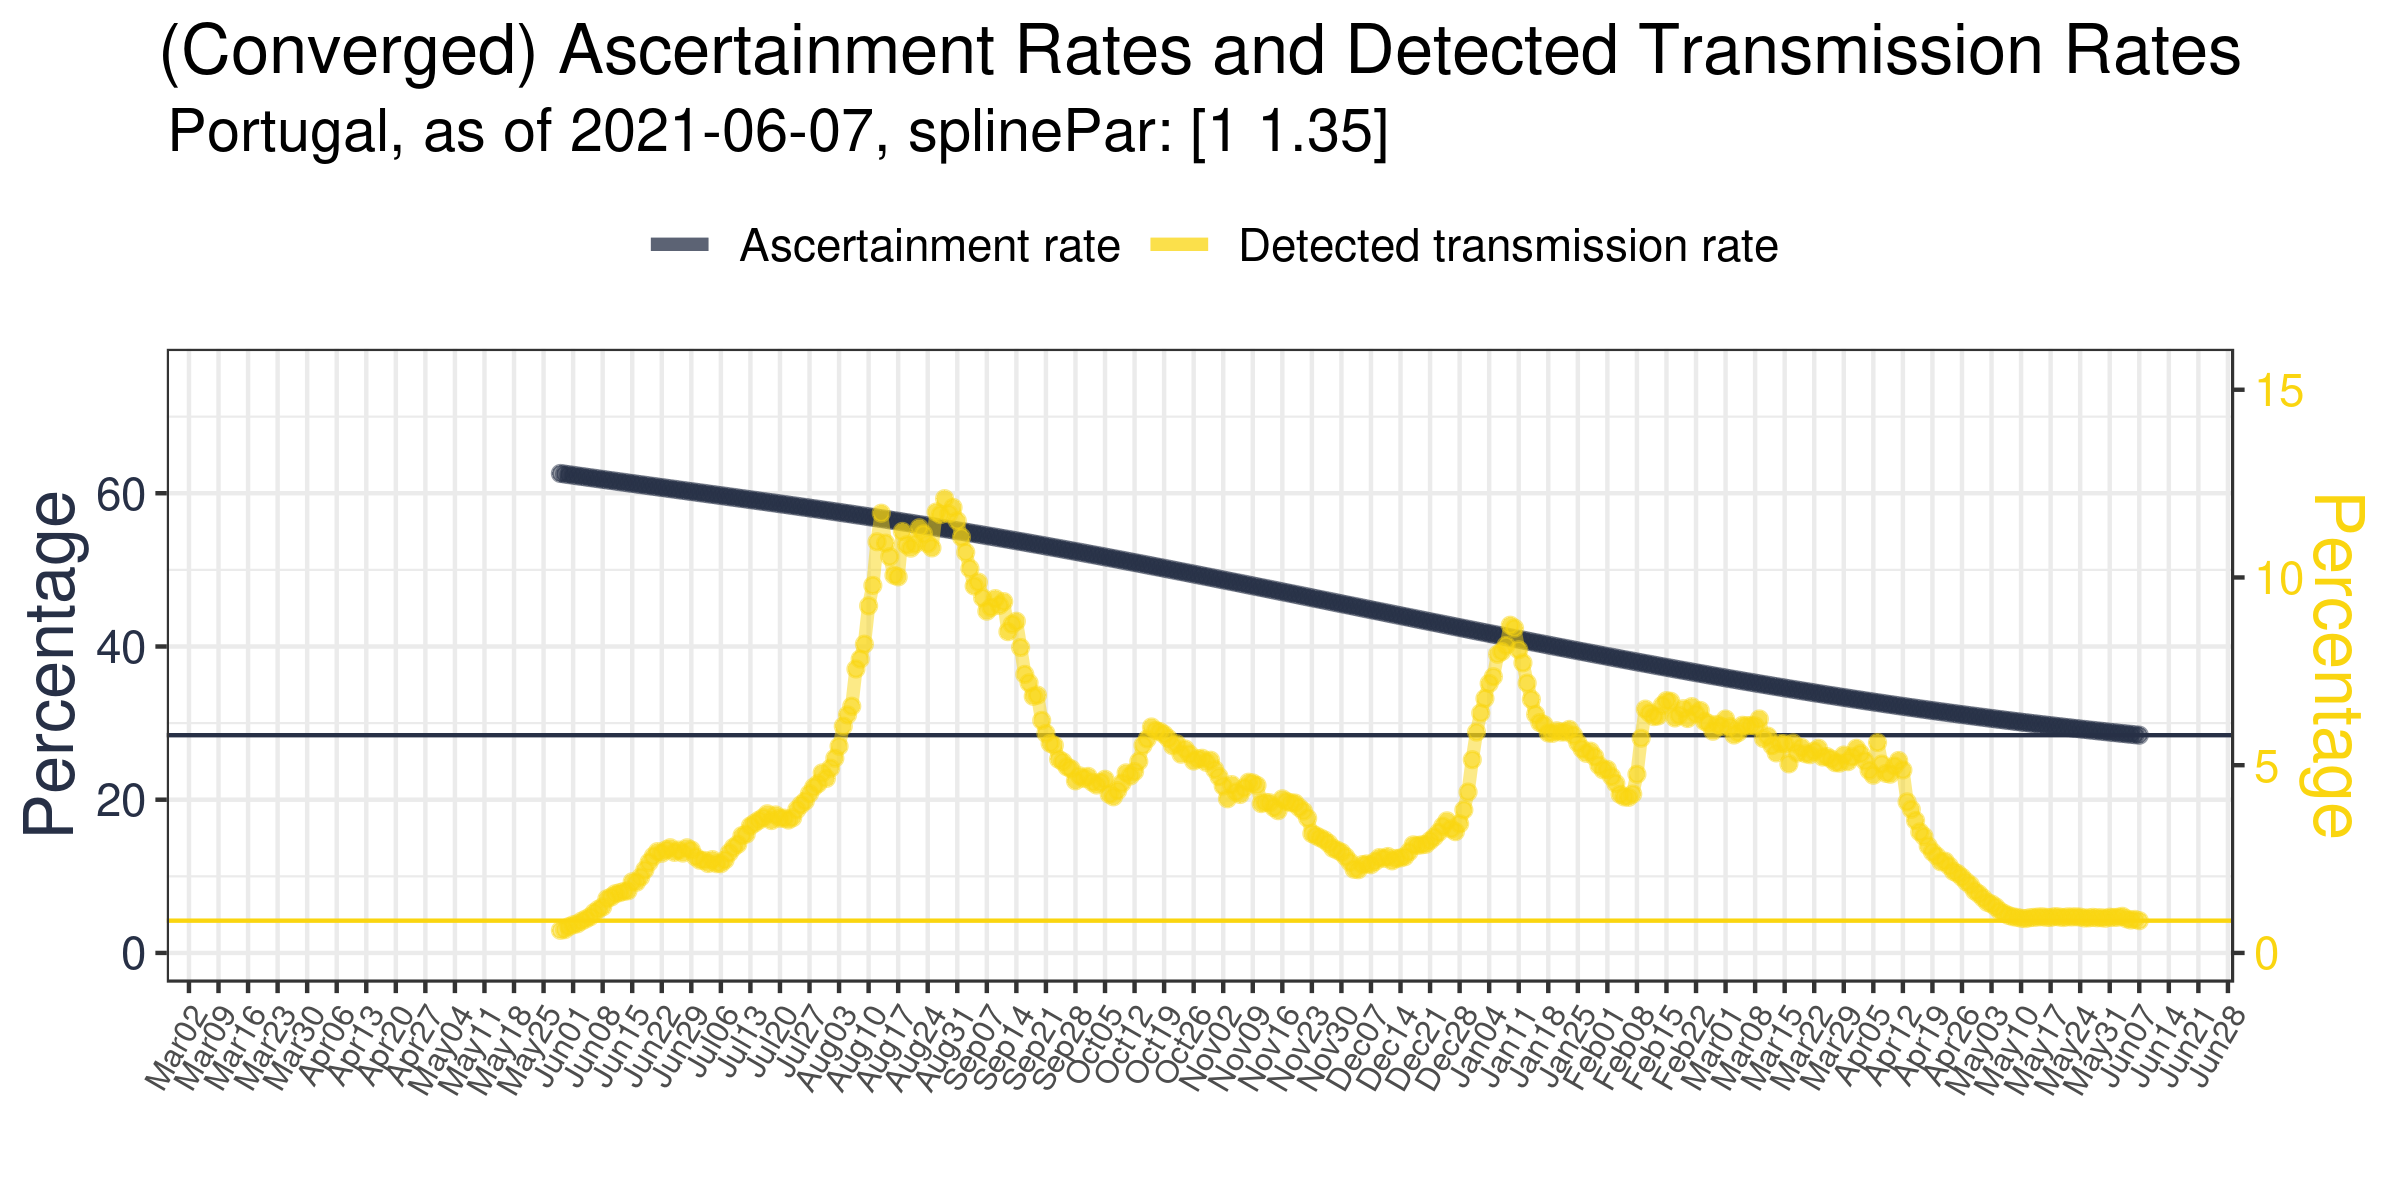 (Converged) Ascertainment Rates and Detected Transmission Rates
Portugal, as of 2021-06-07, splinePar: [1 1.35]
Ascertainment rate
Detected transmission rate
Percentage
60
40
20
0
15
10
5
0
Percentage
Mar02
Mar09
Mar16
Mar23
Mar30
Apr06
Apr13
Apr20
Apr27
May04
May11
May18
May25
Jun01
Jun08
Jun15
Jun22
Jun29
Jul06
Jul13
Jul20
Jul27
Aug03
Aug10
Aug17
Aug24
Aug31
Sep07
Sep14
Sep21
Sep28
Oct05
Oct12
Oct19
Oct26
Nov02
Nov09
Nov16
Nov23
Nov30
Dec07
Dec14
Dec21
Dec28
Jan04
Jan11
Jan18
Jan25
Feb01
Feb08
Feb15
Feb22
Mar01
Mar08
Mar15
Mar22
Mar29
Apr05
Apr12
Apr19
Apr26
May03
May10
May17
May24
May31
Jun07
Jun14
Jun21
Jun28